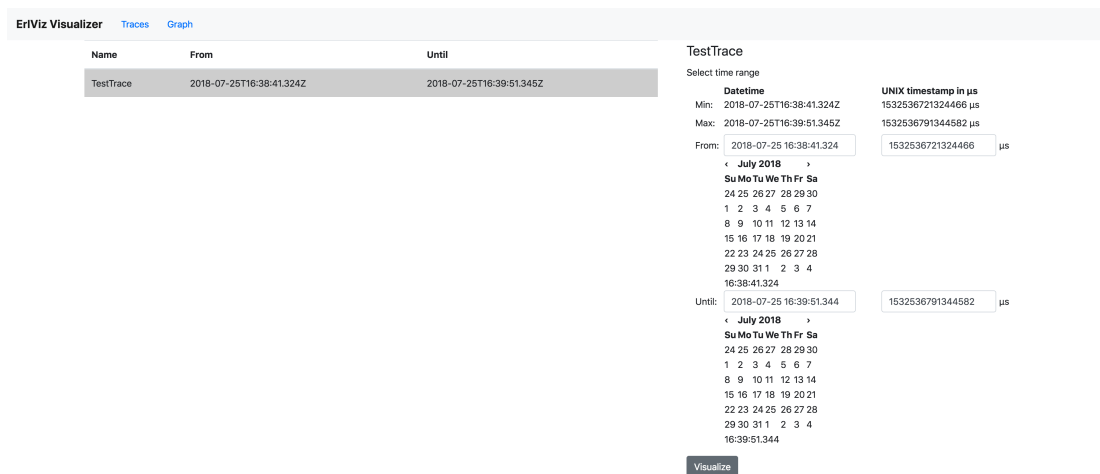 ErlViz Visualizer Traces Graph
Name From Until
TestTrace 2018-07-25T16:38:41.324Z 2018-07-25T16:39:51.345Z
TestTrace
Select time range
Datetime UNIX timestamp in µs
Min: 2018-07-25T16:38:41.324Z 1532536721324466 µs
Max: 2018-07-25T16:39:51.345Z 1532536791344582 µs
From: 2018-07-25 16:38:41.324 1532536721324466 µs
‹ July 2018 ›
Su Mo Tu We Th Fr Sa
24 25 26 27 28 29 30
1 2 3 4 5 6 7
8 9 10 11 12 13 14
15 16 17 18 19 20 21
22 23 24 25 26 27 28
29 30 31 1 2 3 4
16:38:41.324
Until: 2018-07-25 16:39:51.344 1532536791344582 µs
‹ July 2018 ›
Su Mo Tu We Th Fr Sa
24 25 26 27 28 29 30
1 2 3 4 5 6 7
8 9 10 11 12 13 14
15 16 17 18 19 20 21
22 23 24 25 26 27 28
29 30 31 1 2 3 4
16:39:51.344
Visualize